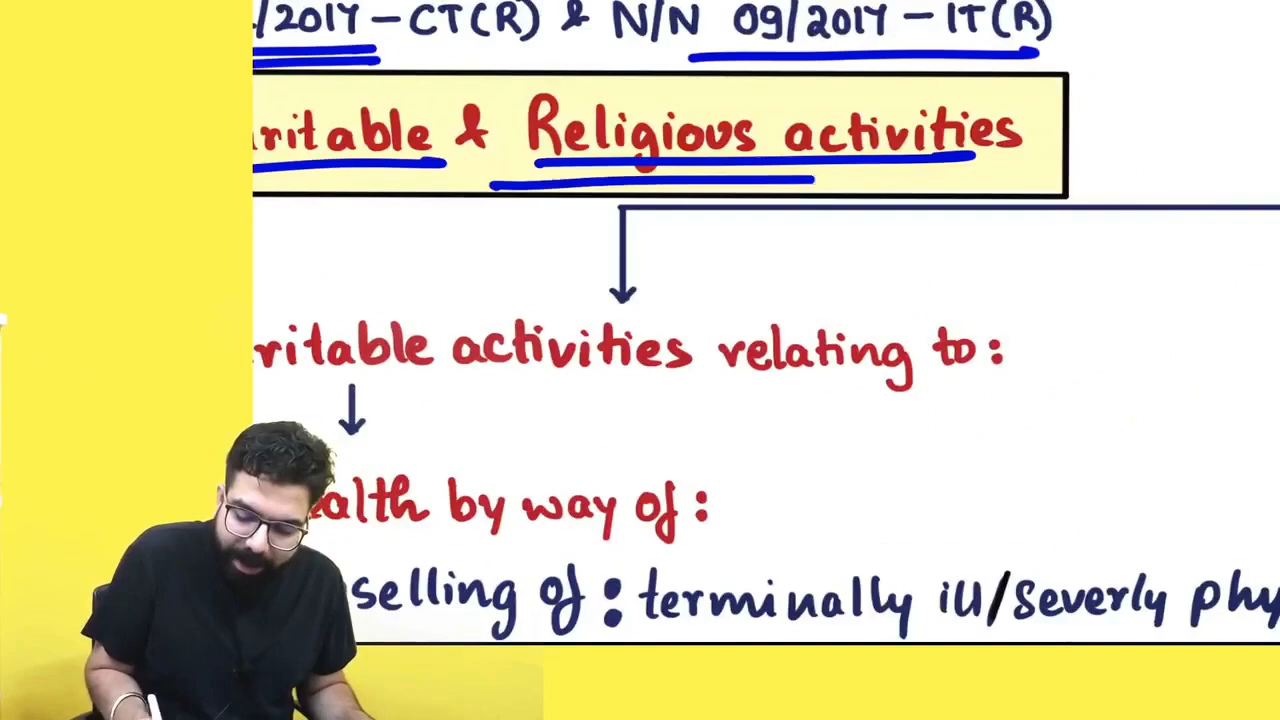 /2017 - CT(R) & N/N 09/2017 - IT(R)
ritable & Religious activities
ritable activities relating to:
ealth by way of:
selling of: terminally ill/Severly phy